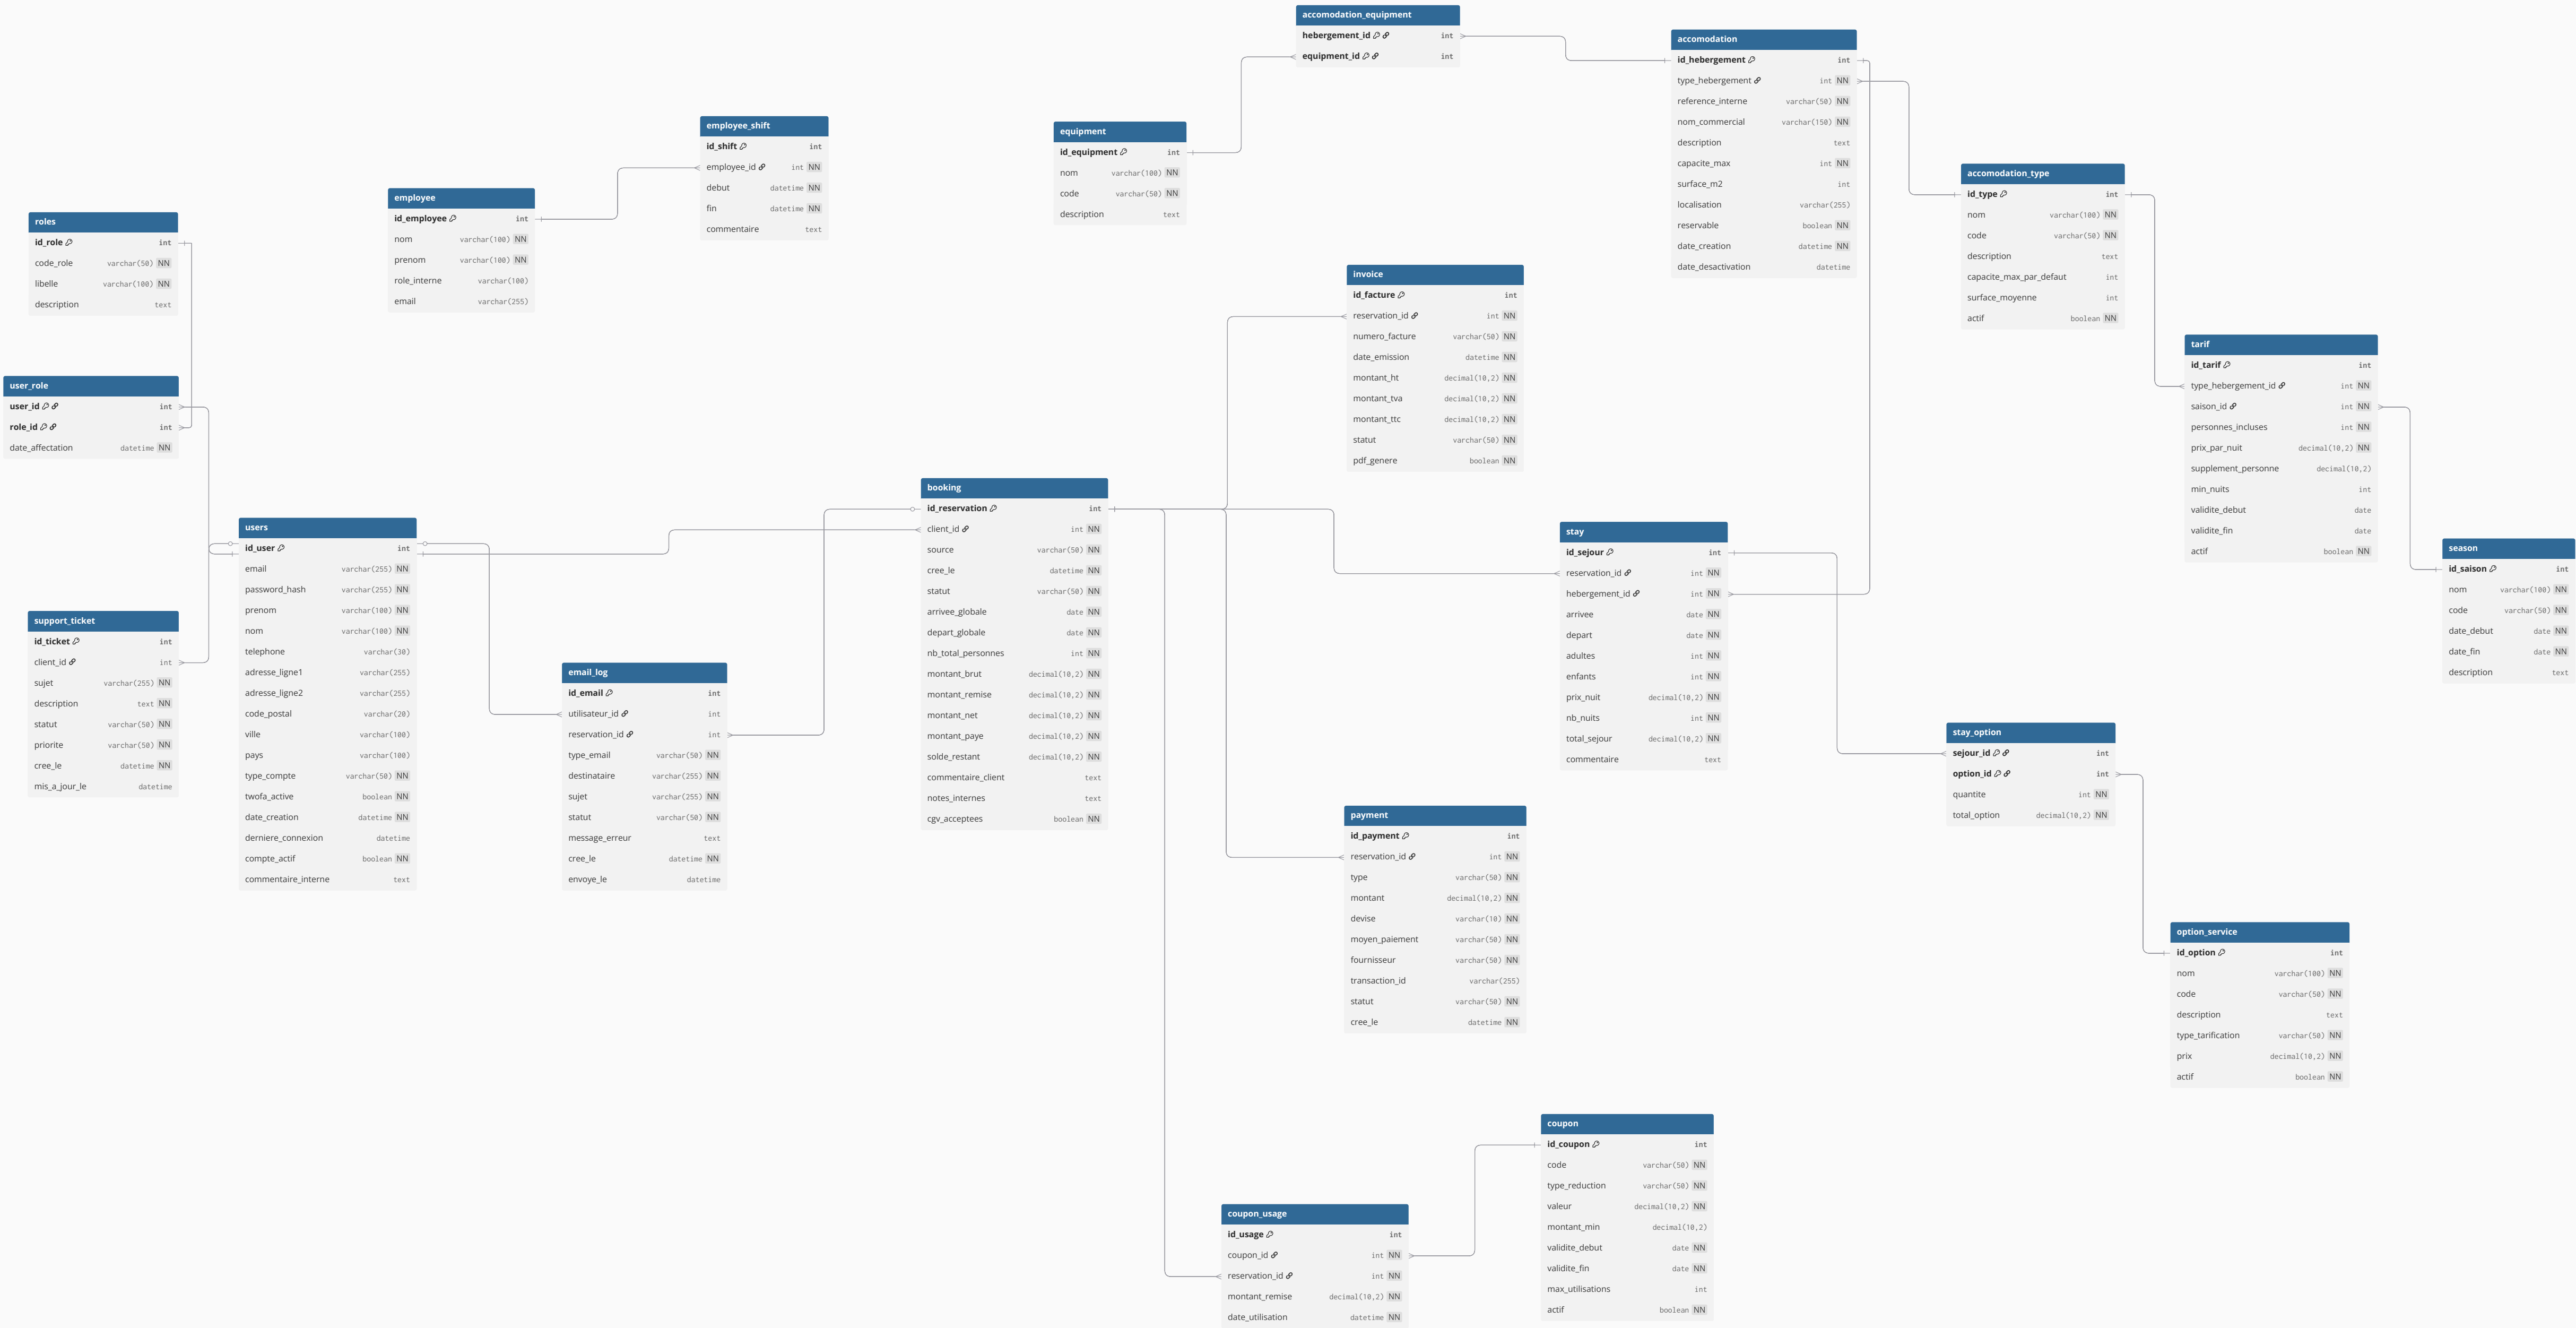 accomodation_equipment
hebergement_id int
equipment_id int
accomodation
id_hebergement int
type_hebergement int NN
reference_interne varchar(50) NN
nom_commercial varchar(150) NN
description text
capacite_max int NN
surface_m2 int
localisation varchar(255)
reservable boolean NN
date_creation datetime NN
date_desactivation datetime
employee_shift
id_shift int
employee_id int NN
debut datetime NN
fin datetime NN
commentaire text
equipment
id_equipment int
nom varchar(100) NN
code varchar(50) NN
description text
accomodation_type
id_type int
nom varchar(100) NN
code varchar(50) NN
description text
capacite_max_par_defaut int
surface_moyenne int
actif boolean NN
employee
id_employee int
nom varchar(100) NN
prenom varchar(100) NN
role_interne varchar(100)
email varchar(255)
roles
id_role int
code_role varchar(50) NN
libelle varchar(100) NN
description text
invoice
id_facture int
reservation_id int NN
numero_facture varchar(50) NN
date_emission datetime NN
montant_ht decimal(10,2) NN
montant_tva decimal(10,2) NN
montant_ttc decimal(10,2) NN
statut varchar(50) NN
pdf_genere boolean NN
tarif
id_tarif int
type_hebergement_id int NN
saison_id int NN
personnes_incluses int NN
prix_par_nuit decimal(10,2) NN
supplement_personne decimal(10,2)
min_nuits int
validite_debut date
validite_fin date
actif boolean NN
user_role
user_id int
role_id int
date_affectation datetime NN
booking
id_reservation int
client_id int NN
source varchar(50) NN
cree_le datetime NN
statut varchar(50) NN
arrivee_globale date NN
depart_globale date NN
nb_total_personnes int NN
montant_brut decimal(10,2) NN
montant_remise decimal(10,2) NN
montant_net decimal(10,2) NN
montant_paye decimal(10,2) NN
solde_restant decimal(10,2) NN
commentaire_client text
notes_internes text
cgv_acceptees boolean NN
users
id_user int
email varchar(255) NN
password_hash varchar(255) NN
prenom varchar(100) NN
nom varchar(100) NN
telephone varchar(30)
adresse_ligne1 varchar(255)
adresse_ligne2 varchar(255)
code_postal varchar(20)
ville varchar(100)
pays varchar(100)
type_compte varchar(50) NN
twofa_active boolean NN
date_creation datetime NN
derniere_connexion datetime
compte_actif boolean NN
commentaire_interne text
stay
id_sejour int
reservation_id int NN
hebergement_id int NN
arrivee date NN
depart date NN
adultes int NN
enfants int NN
prix_nuit decimal(10,2) NN
nb_nuits int NN
total_sejour decimal(10,2) NN
commentaire text
season
id_saison int
nom varchar(100) NN
code varchar(50) NN
date_debut date NN
date_fin date NN
description text
support_ticket
id_ticket int
client_id int
sujet varchar(255) NN
description text NN
statut varchar(50) NN
priorite varchar(50) NN
cree_le datetime NN
mis_a_jour_le datetime
email_log
id_email int
utilisateur_id int
reservation_id int
type_email varchar(50) NN
destinataire varchar(255) NN
sujet varchar(255) NN
statut varchar(50) NN
message_erreur text
cree_le datetime NN
envoye_le datetime
stay_option
sejour_id int
option_id int
quantite int NN
total_option decimal(10,2) NN
payment
id_payment int
reservation_id int NN
type varchar(50) NN
montant decimal(10,2) NN
devise varchar(10) NN
moyen_paiement varchar(50) NN
fournisseur varchar(50) NN
transaction_id varchar(255)
statut varchar(50) NN
cree_le datetime NN
option_service
id_option int
nom varchar(100) NN
code varchar(50) NN
description text
type_tarification varchar(50) NN
prix decimal(10,2) NN
actif boolean NN
coupon
id_coupon int
code varchar(50) NN
type_reduction varchar(50) NN
valeur decimal(10,2) NN
montant_min decimal(10,2)
validite_debut date NN
validite_fin date NN
max_utilisations int
actif boolean NN
coupon_usage
id_usage int
coupon_id int NN
reservation_id int NN
montant_remise decimal(10,2) NN
date_utilisation datetime NN